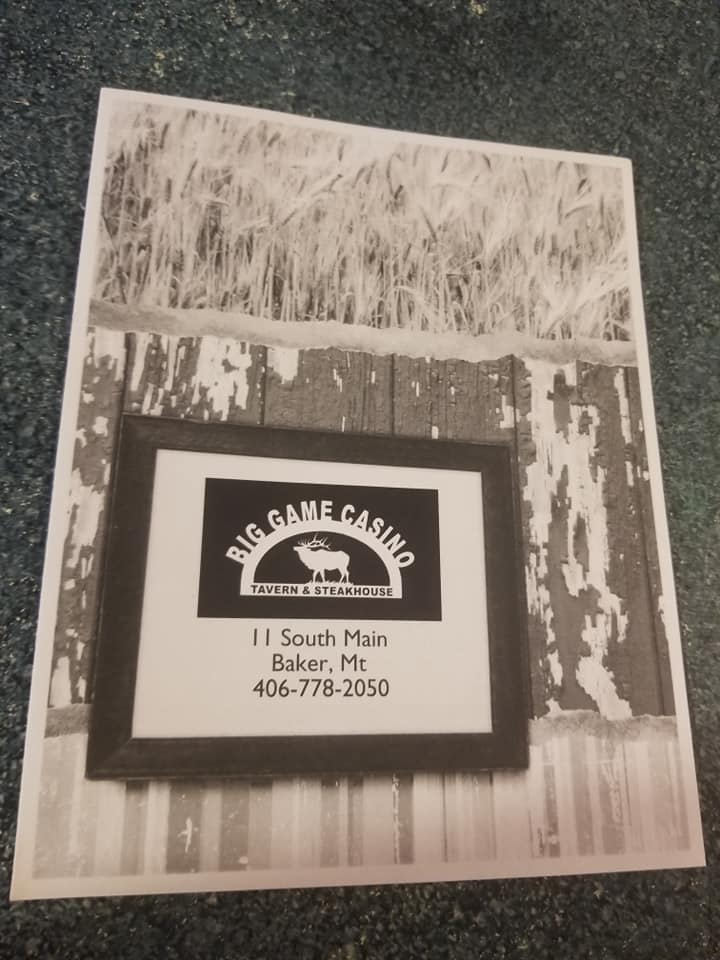 BIG GAME CASINO
TAVERN & STEAKHOUSE
11 South Main
Baker, Mt
406-778-2050